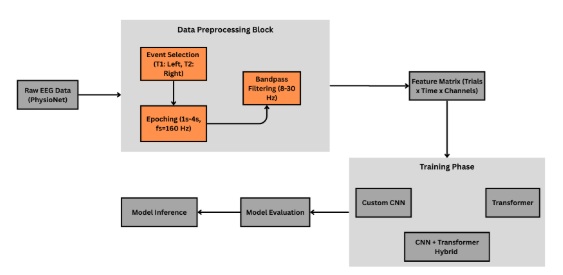 Data Preprocessing Block
Event Selection
(T1: Left, T2:
Right)
Bandpass
Filtering (8-30
Hz)
Raw EEG Data
(PhysioNet)
Epoching (1s-4s,
fs=160 Hz)
Feature Matrix (Trials
x Time x Channels)
Training Phase
Custom CNN
Transformer
CNN + Transformer
Hybrid
Model Evaluation
Model Inference